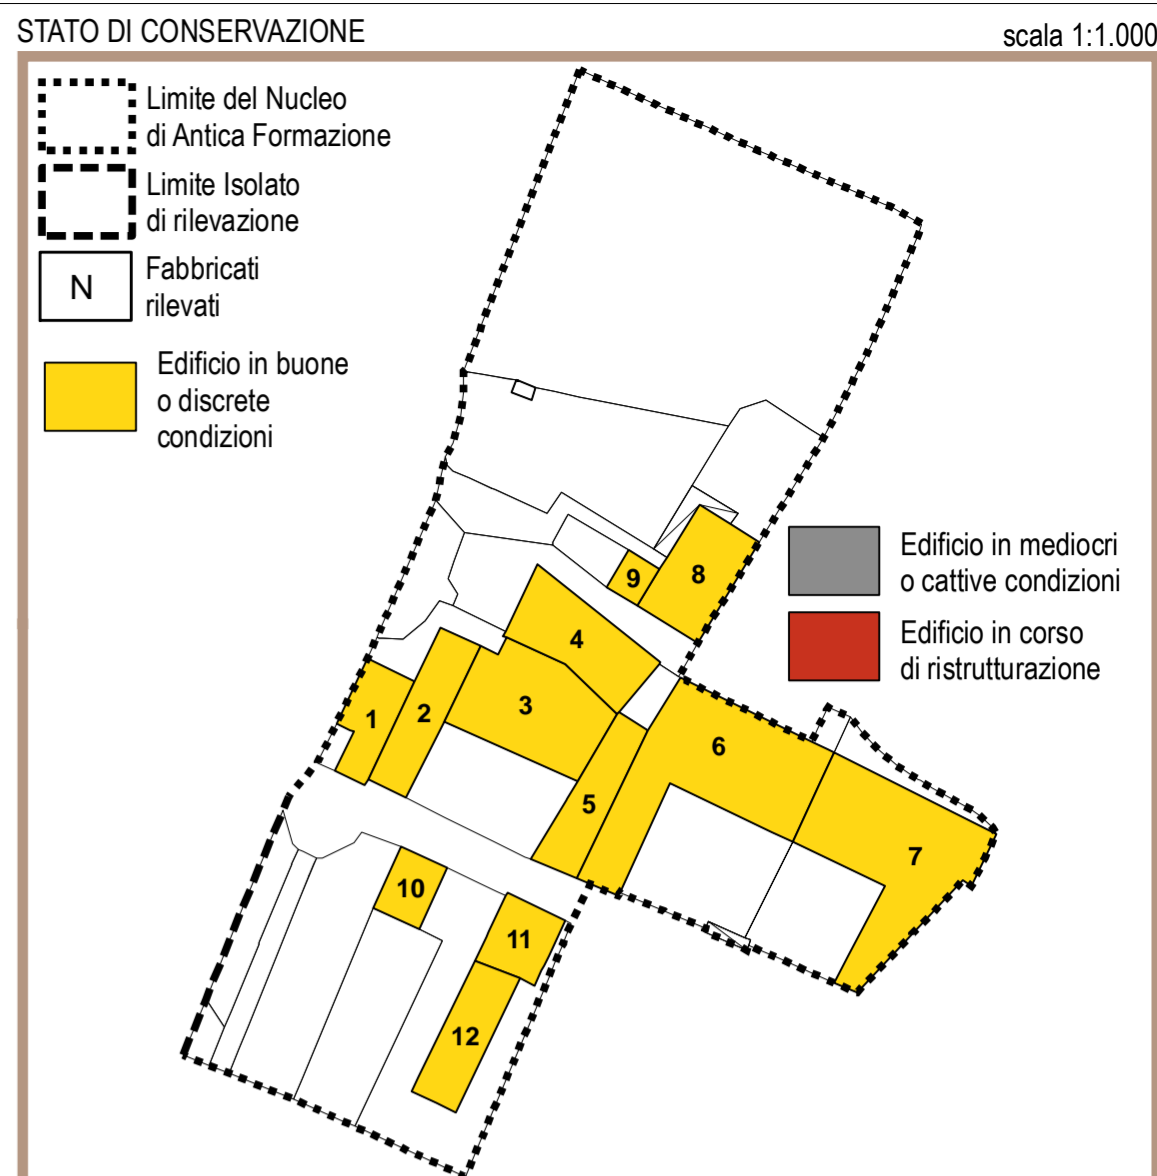 STATO DI CONSERVAZIONE
scala 1:1.000
Limite del Nucleo
di Antica Formazione
Limite Isolato
di rilevazione
N
Fabbricati
rilevati
Edificio in buone
o discrete
condizioni
Edificio in mediocri
o cattive condizioni
Edificio in corso
di ristrutturazione
9
8
4
3
2
1
6
5
7
10
11
12